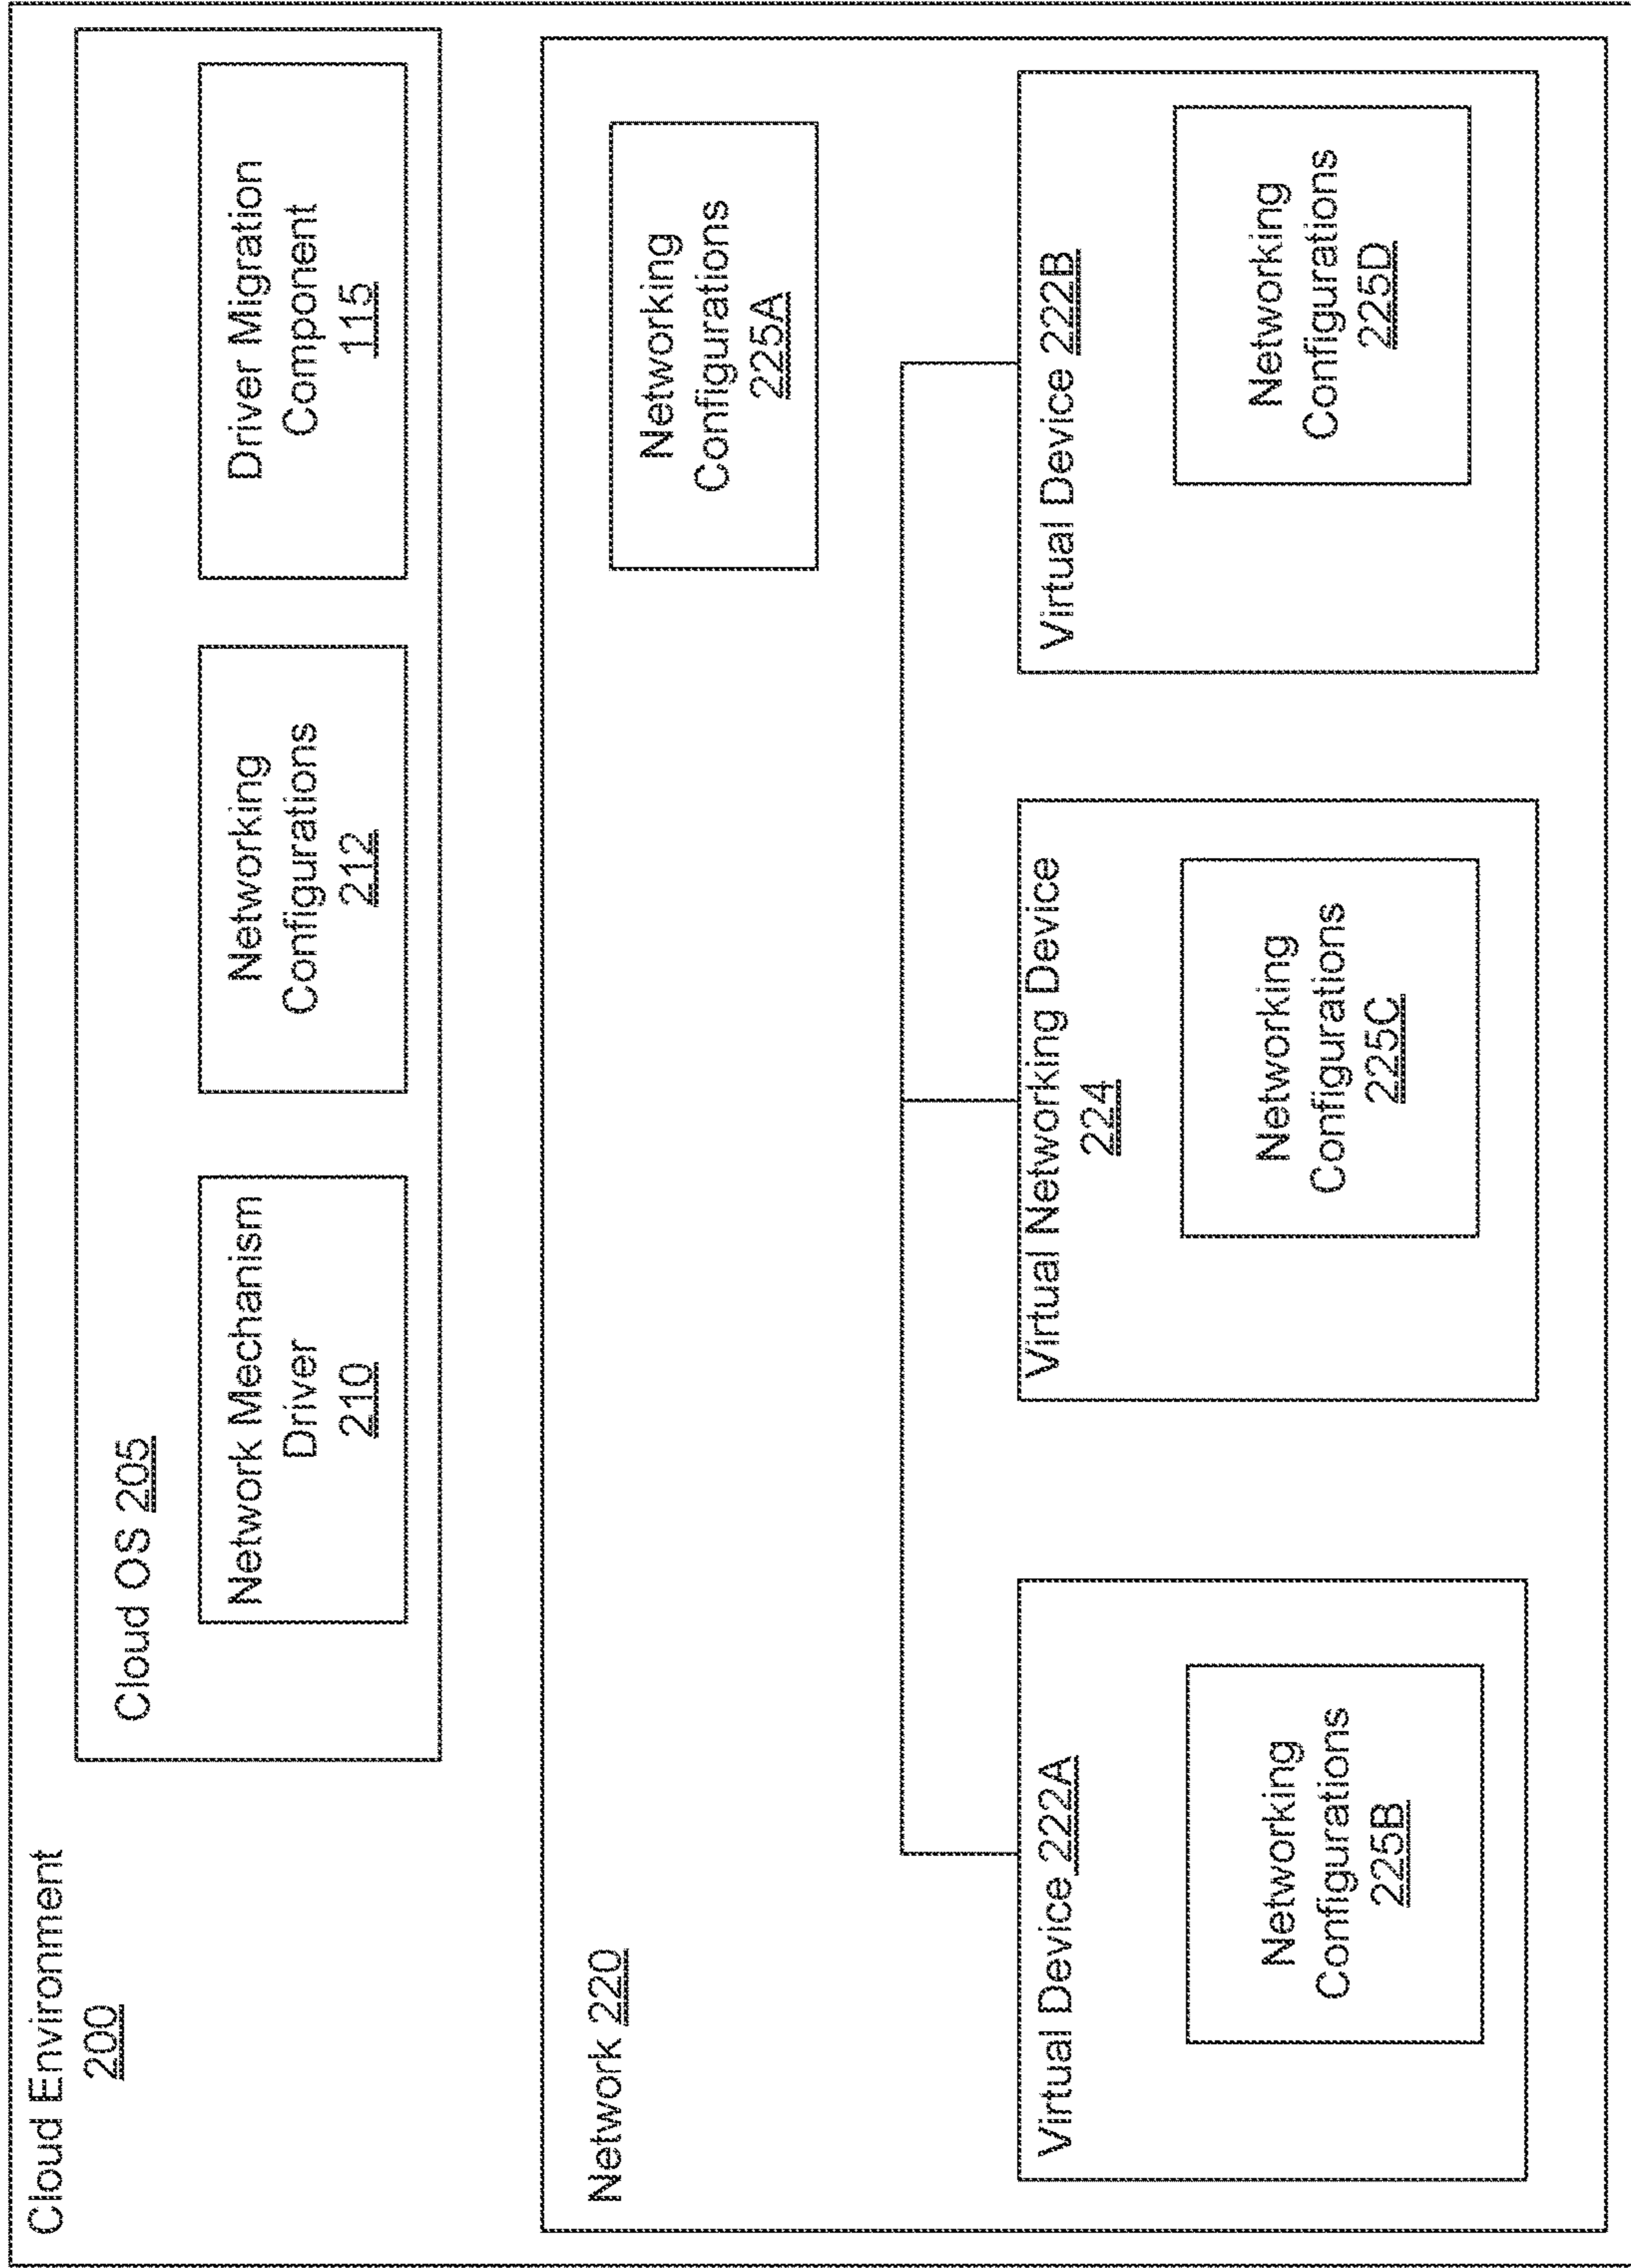 Cloud Environment
200
Cloud OS 205
Network Mechanism
Driver
210
Networking
Configurations
212
Driver Migration
Component
115
Network 220
Networking
Configurations
225A
Virtual Device 222A
Networking
Configurations
225B
Virtual Networking Device
224
Networking
Configurations
225C
Virtual Device 222B
Networking
Configurations
225D